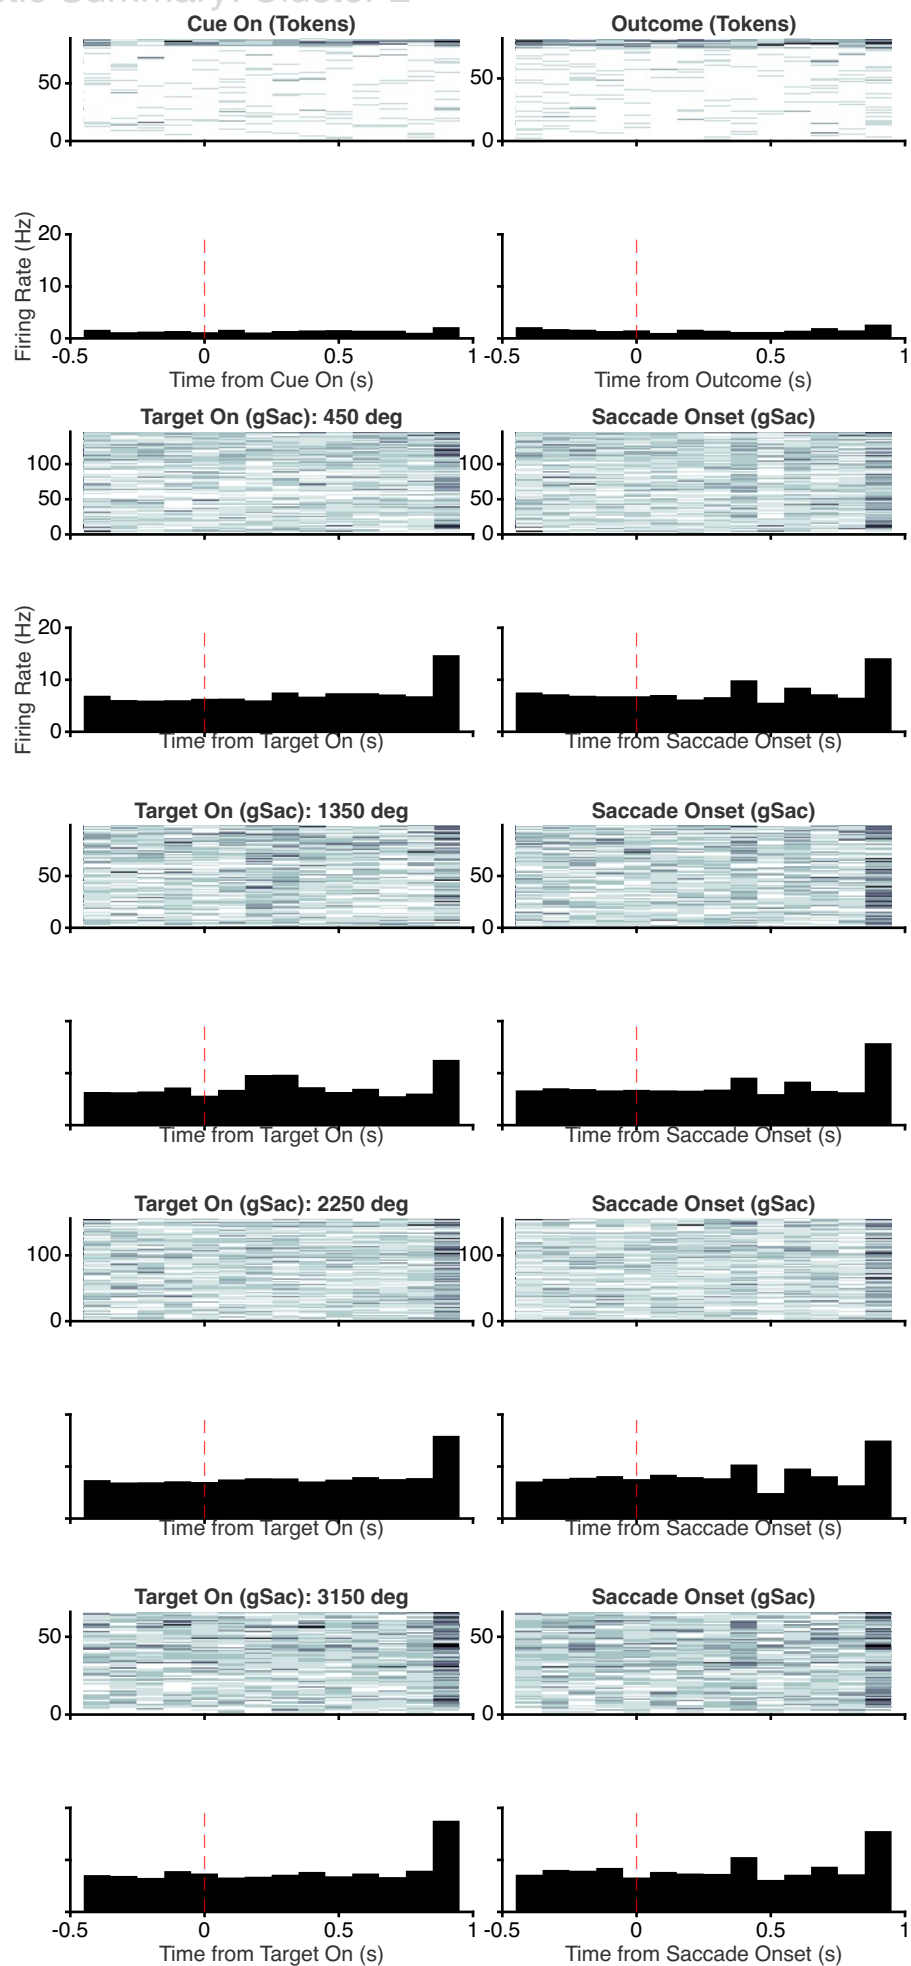 Summary: Cluster
Cue On (Tokens) Outcome (Tokens)
50 50
0 0
Firing Rate (Hz)
20
10
0
-0.5 0 0.5 1 -0.5 0 0.5 1
Time from Cue On (s) Time from Outcome (s)
Target On (gSac): 450 deg Saccade Onset (gSac)
100 100
50 50
0 0
Firing Rate (Hz)
20
10
0
Time from Target On (s) Time from Saccade Onset (s)
Target On (gSac): 1350 deg Saccade Onset (gSac)
50 50
0 0
Time from Target On (s) Time from Saccade Onset (s)
Target On (gSac): 2250 deg Saccade Onset (gSac)
100 100
0 0
Time from Target On (s) Time from Saccade Onset (s)
Target On (gSac): 3150 deg Saccade Onset (gSac)
50 50
0 0
-0.5 0 0.5 1 -0.5 0 0.5 1
Time from Target On (s) Time from Saccade Onset (s)